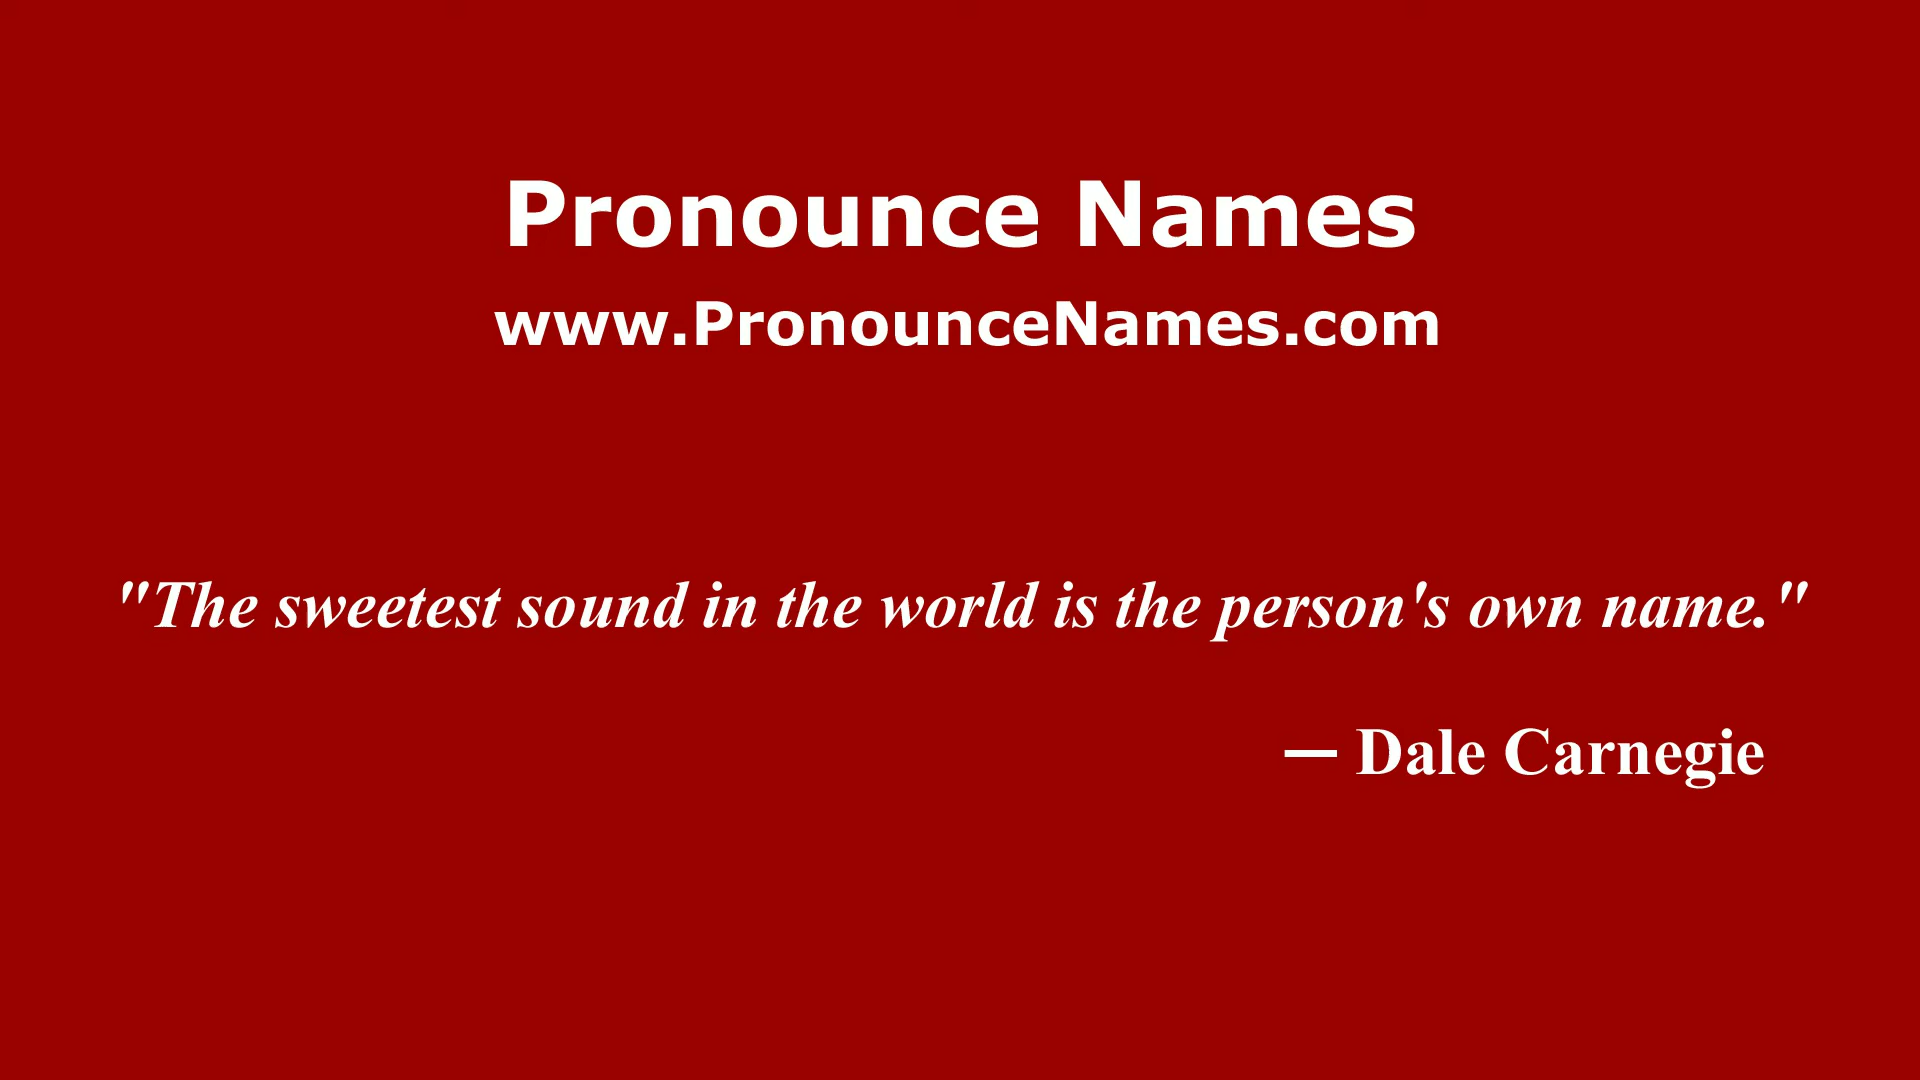 Pronounce Names
www.PronounceNames.com
"The sweetest sound in the world is the person's own name."
— Dale Carnegie